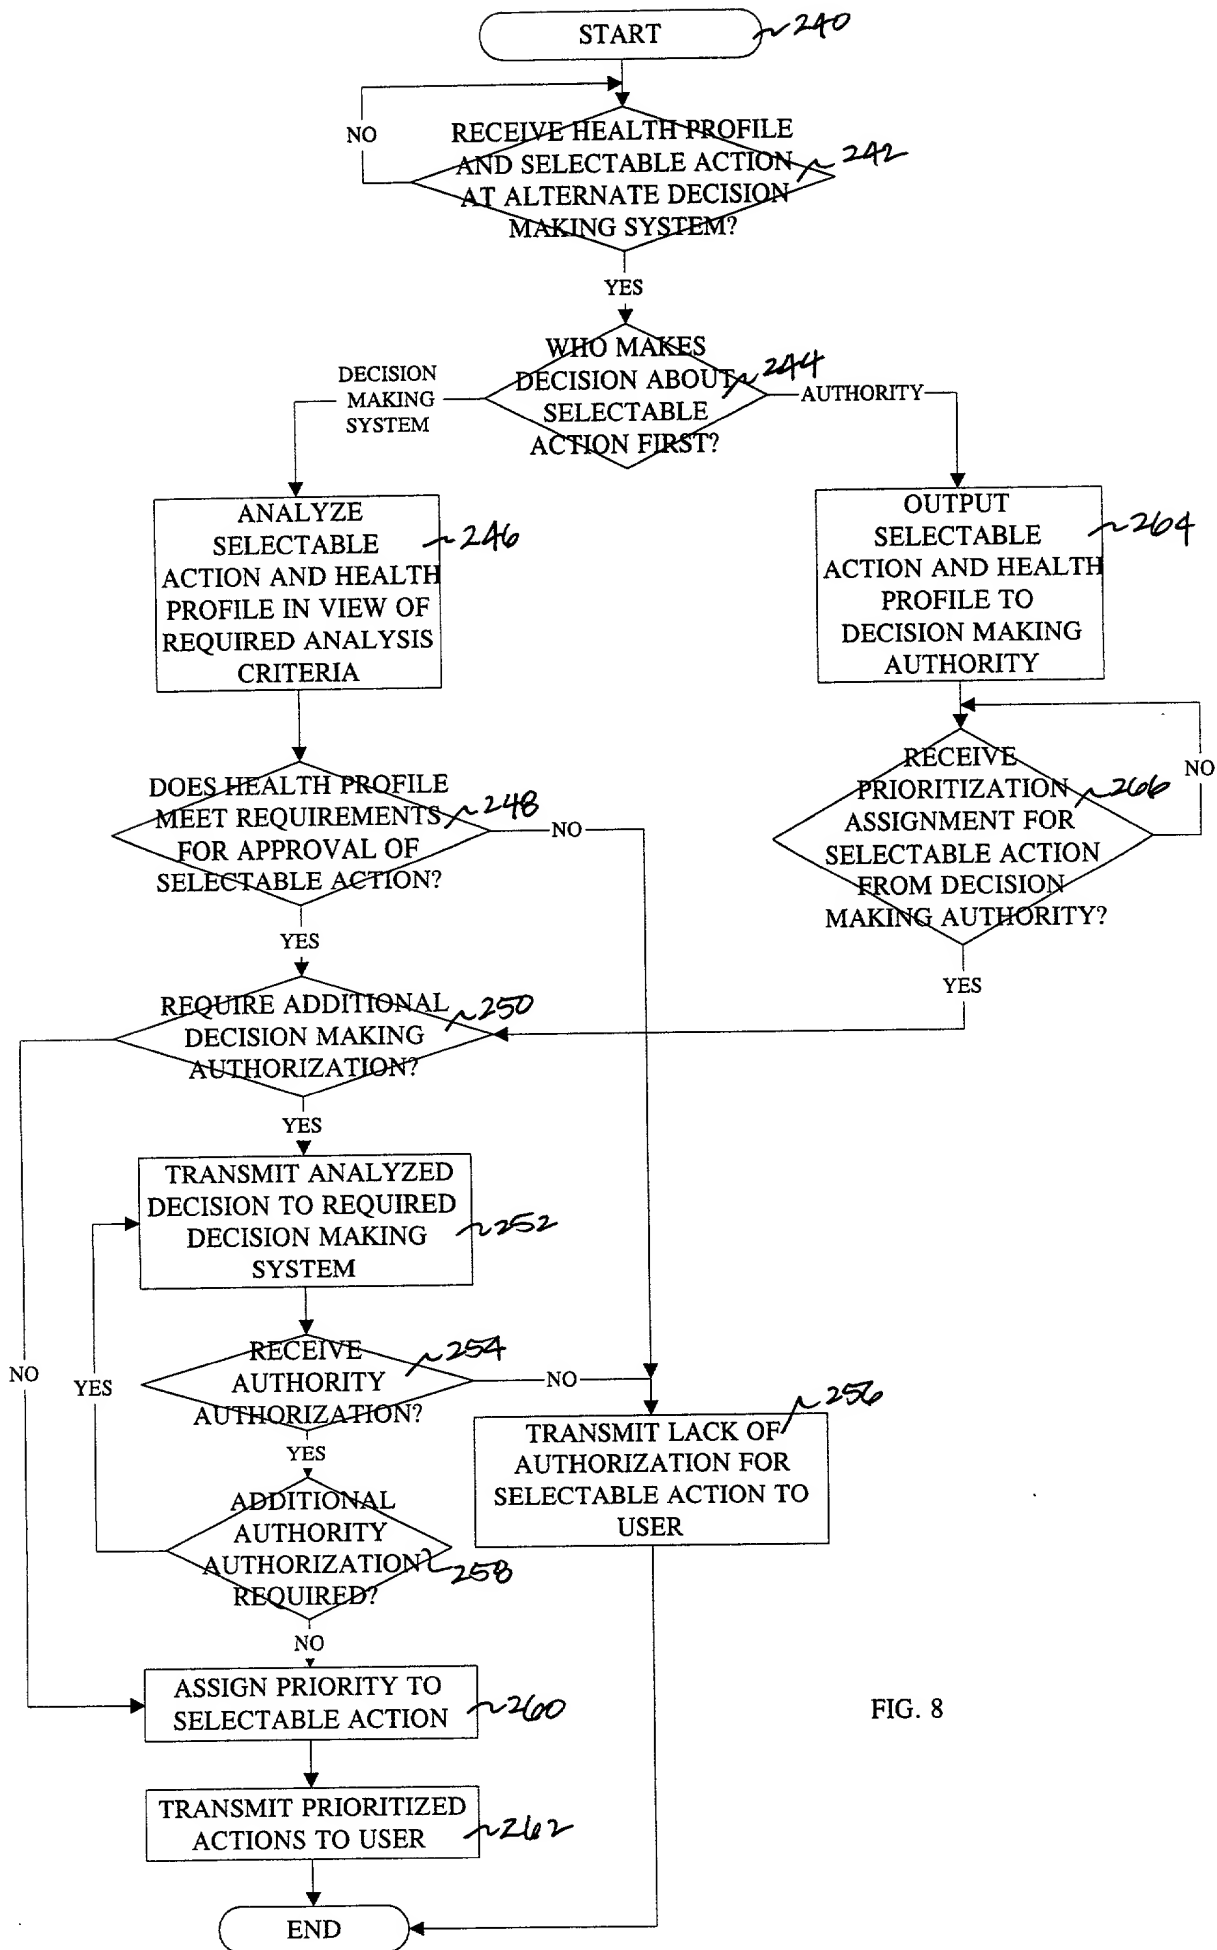 START
~240
NO
RECEIVE HEALTH PROFILE
AND SELECTABLE ACTION
AT ALTERNATE DECISION
MAKING SYSTEM?
~242
YES
WHO MAKES
DECISION ABOUT
SELECTABLE
ACTION FIRST?
~244
DECISION
MAKING
SYSTEM
AUTHORITY
ANALYZE
SELECTABLE
ACTION AND HEALTH
PROFILE IN VIEW OF
REQUIRED ANALYSIS
CRITERIA
~246
OUTPUT
SELECTABLE
ACTION AND HEALTH
PROFILE TO
DECISION MAKING
AUTHORITY
~264
DOES HEALTH PROFILE
MEET REQUIREMENTS
FOR APPROVAL OF
SELECTABLE ACTION?
~248
NO
RECEIVE
PRIORITIZATION
ASSIGNMENT FOR
SELECTABLE ACTION
FROM DECISION
MAKING AUTHORITY?
~266
NO
YES
YES
REQUIRE ADDITIONAL
DECISION MAKING
AUTHORIZATION?
~250
YES
TRANSMIT ANALYZED
DECISION TO REQUIRED
DECISION MAKING
SYSTEM
~252
NO
YES
RECEIVE
AUTHORITY
AUTHORIZATION?
~254
NO
YES
TRANSMIT LACK OF
AUTHORIZATION FOR
SELECTABLE ACTION TO
USER
~256
ADDITIONAL
AUTHORITY
AUTHORIZATION
REQUIRED?
258
NO
ASSIGN PRIORITY TO
SELECTABLE ACTION
~260
FIG. 8
TRANSMIT PRIORITIZED
ACTIONS TO USER
~262
END